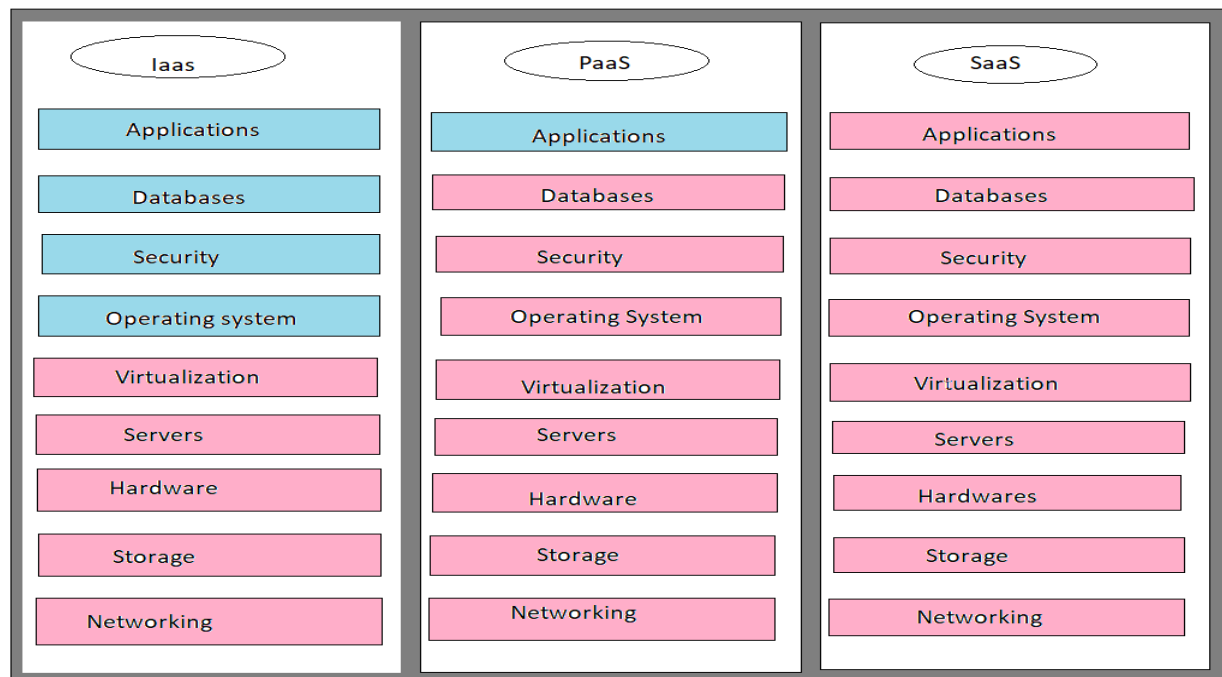 Iaas
Applications
Databases
Security
Operating system
Virtualization
Servers
Hardware
Storage
Networking
PaaS
Applications
Databases
Security
Operating System
Virtualization
Servers
Hardware
Storage
Networking
SaaS
Applications
Databases
Security
Operating System
Virtualization
Servers
Hardwares
Storage
Networking